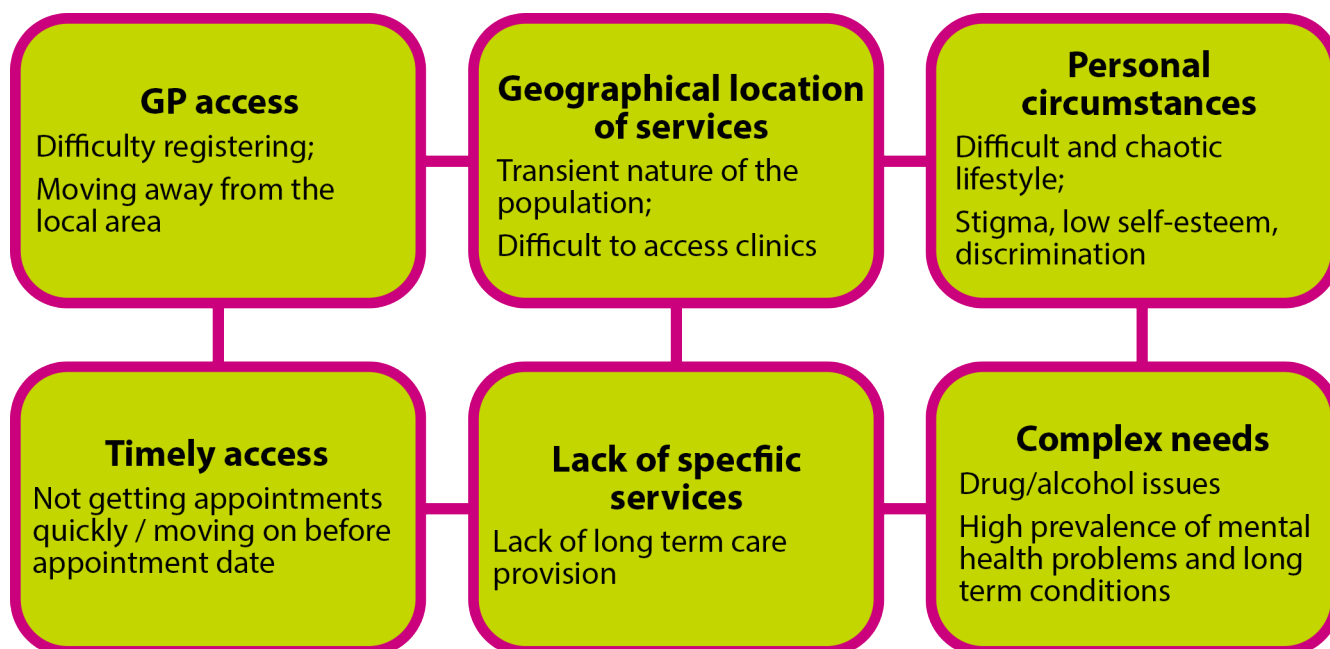 GP access
Difficulty registering;
Moving away from the
local area
Geographical location
of services
Transient nature of the
population;
Difficult to access clinics
Personal
circumstances
Difficult and chaotic
lifestyle;
Stigma, low self-esteem,
discrimination
Timely access
Not getting appointments
quickly / moving on before
appointment date
Lack of specfiic
services
Lack of long term care
provision
Complex needs
Drug/alcohol issues
High prevalence of mental
health problems and long
term conditions